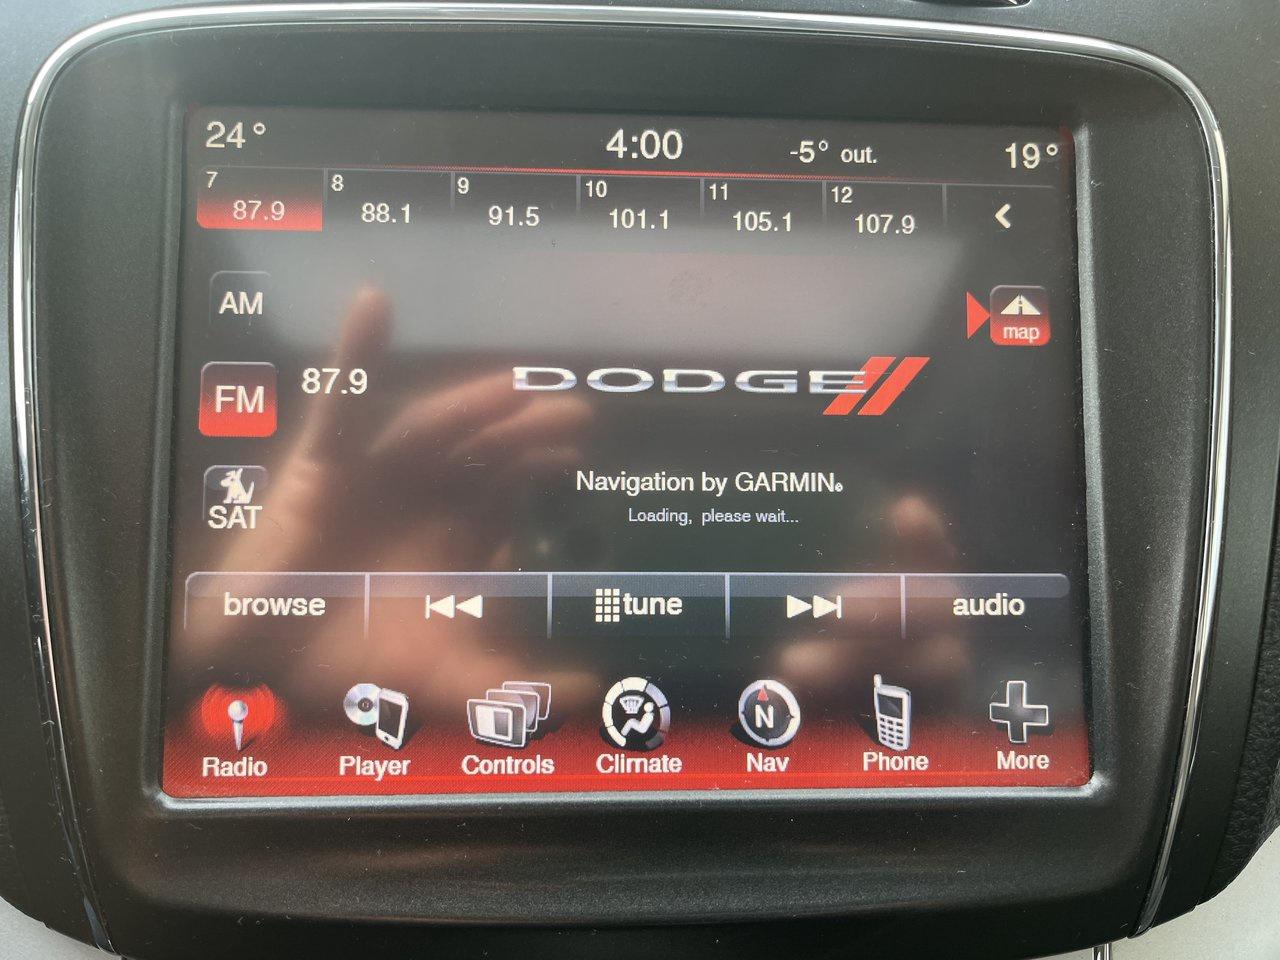 24° 4:00 -5° out. 19°
7 8 9 10 11 12
87.9 88.1 91.5 101.1 105.1 107.9
AM
map
FM 87.9
DODGE
SAT
Navigation by GARMIN®
Loading, please wait...
browse tune audio
N
Radio Player Controls Climate Nav Phone More